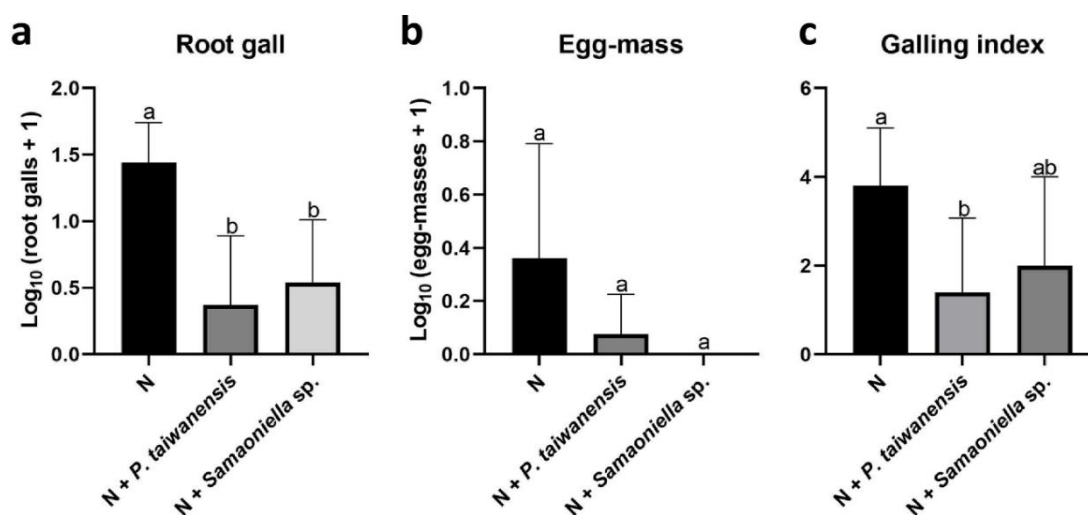 a
Root gall
Log10 (root galls + 1)
2.0
1.5
1.0
0.5
0.0
a
b
b
N
N + P. taiwanensis
N + Samaoniella sp.
b
Egg-mass
Log10 (egg-masses + 1)
1.0
0.8
0.6
0.4
0.2
0.0
a
a
a
N
N + P. taiwanensis
N + Samaoniella sp.
c
Galling index
6
4
2
0
a
b
ab
N
N + P. taiwanensis
N + Samaoniella sp.